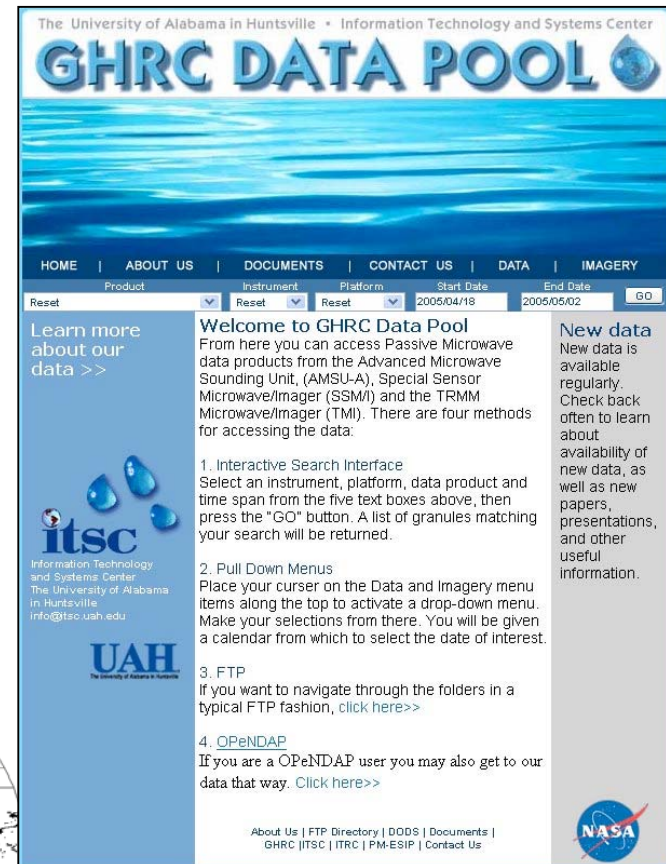 The University of Alabama in Huntsville • Information Technology and Systems Center
GHRC DATA POOL
HOME | ABOUT US | DOCUMENTS | CONTACT US | DATA | IMAGERY
Product Instrument Platform Start Date End Date
Reset Reset Reset 2005/04/18 2005/05/02 GO
Learn more
about our
data >>
itsc
Information Technology
and Systems Center
The University of Alabama
in Huntsville
info@itsc.uah.edu
UAH
The University of Alabama in Huntsville
Welcome to GHRC Data Pool
From here you can access Passive Microwave
data products from the Advanced Microwave
Sounding Unit, (AMSU-A), Special Sensor
Microwave/Imager (SSM/I) and the TRMM
Microwave/Imager (TMI). There are four methods
for accessing the data:
1. Interactive Search Interface
Select an instrument, platform, data product and
time span from the five text boxes above, then
press the "GO" button. A list of granules matching
your search will be returned.
2. Pull Down Menus
Place your curser on the Data and Imagery menu
items along the top to activate a drop-down menu.
Make your selections from there. You will be given
a calendar from which to select the date of interest.
3. FTP
If you want to navigate through the folders in a
typical FTP fashion, click here>>
4. OPeNDAP
If you are a OPeNDAP user you may also get to our
data that way. Click here>>
About Us | FTP Directory | DODS | Documents |
GHRC |ITSC | ITRC | PM-ESIP | Contact Us
New data
New data is
available
regularly.
Check back
often to learn
about
availability of
new data, as
well as new
papers,
presentations,
and other
useful
information.
NASA